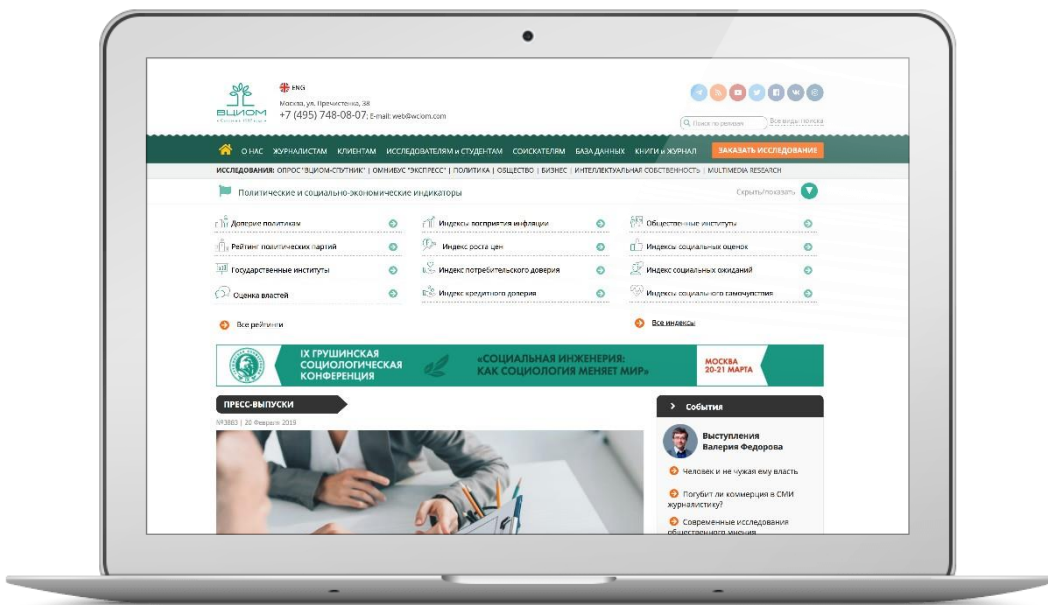 ENG
Москва, ул. Пречистенка, 38
ВЦИОМ
+7 (495) 748-08-07; E-mail: web@wciom.com
Поиск по релизам
Все виды поиска
О НАС ЖУРНАЛИСТАМ КЛИЕНТАМ ИССЛЕДОВАТЕЛЯМ и СТУДЕНТАМ СОИСКАТЕЛЯМ БАЗА ДАННЫХ КНИГИ и ЖУРНАЛ ЗАКАЗАТЬ ИССЛЕДОВАНИЕ
ИССЛЕДОВАНИЯ: ОПРОС "ВЦИОМ-СПУТНИК" | ОМНИБУС "ЭКСПРЕСС" | ПОЛИТИКА | ОБЩЕСТВО | БИЗНЕС | ИНТЕЛЛЕКТУАЛЬНАЯ СОБСТВЕННОСТЬ | MULTIMEDIA RESEARCH
Политические и социально-экономические индикаторы Скрыть/показать
Доверие политикам Индексы восприятия инфляции Общественные институты
Рейтинг политических партий Индекс роста цен Индексы социальных оценок
Государственные институты Индекс потребительского доверия Индекс социальных ожиданий
Оценка властей Индекс кредитного доверия Индексы социального самочувствия
Все рейтинги Все индексы
IX ГРУШИНСКАЯ
СОЦИОЛОГИЧЕСКАЯ
КОНФЕРЕНЦИЯ
«СОЦИАЛЬНАЯ ИНЖЕНЕРИЯ:
КАК СОЦИОЛОГИЯ МЕНЯЕТ МИР»
МОСКВА
20-21 МАРТА
ПРЕСС-ВЫПУСКИ
№3883 | 20 Февраля 2019
События
Выступления
Валерия Федорова
Человек и не чужая ему власть
Погубит ли коммерция в СМИ
журналистику?
Современные исследования
общественного мнения